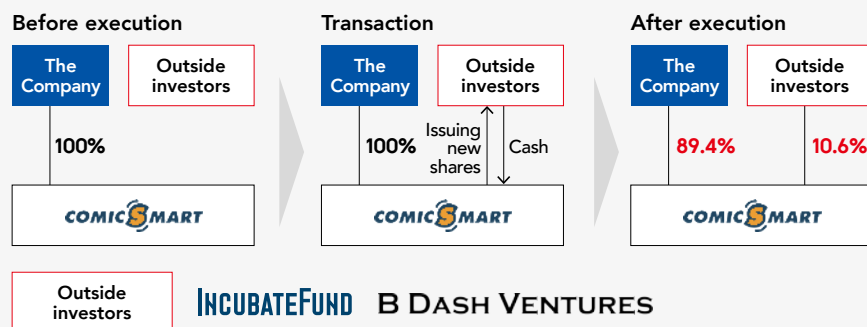 Before execution
Transaction
After execution
The Company
Outside investors
The Company
Outside investors
The Company
Outside investors
100%
100%
Issuing new shares
Cash
89.4%
10.6%
COMICSMART
COMICSMART
COMICSMART
Outside investors
INCUBATEFUND
B DASH VENTURES